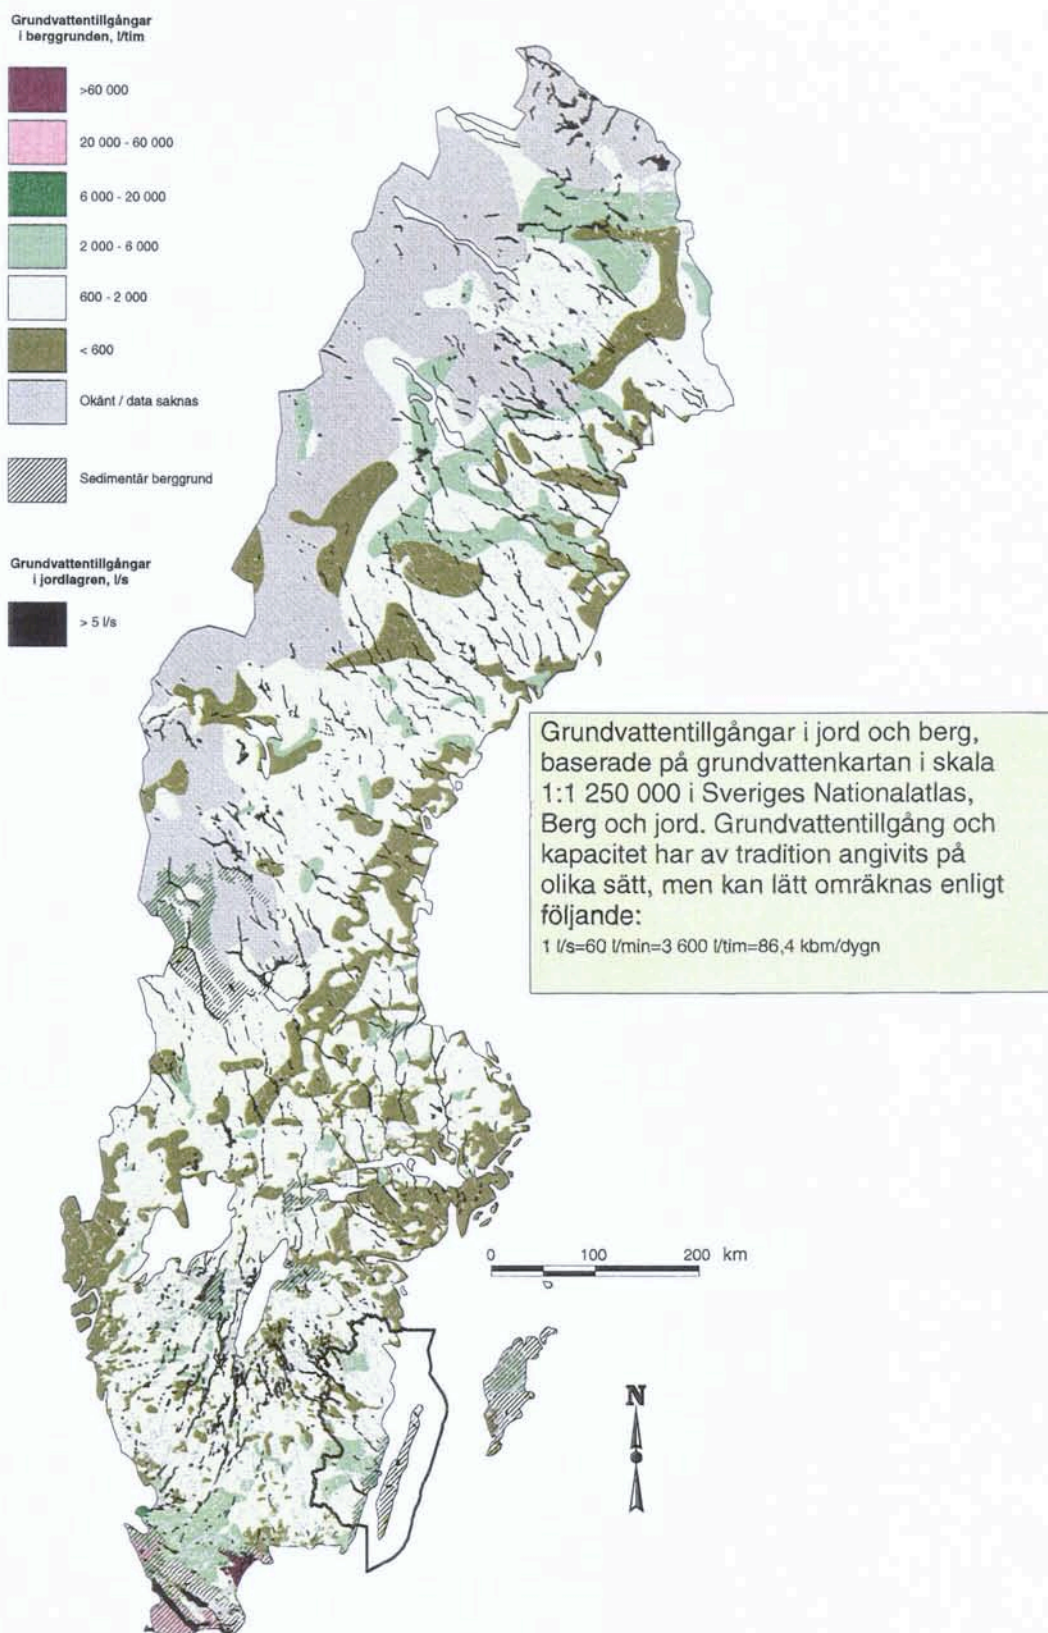 Grundvattentillgångar
i berggrunden, l/tim
>60 000
20 000 - 60 000
6 000 - 20 000
2 000 - 6 000
600 - 2 000
< 600
Okänt / data saknas
Sedimentär berggrund
Grundvattentillgångar
i jordlagren, l/s
> 5 l/s
Grundvattentillgångar i jord och berg,
baserade på grundvattenkartan i skala
1:1 250 000 i Sveriges Nationalatlas,
Berg och jord. Grundvattentillgång och
kapacitet har av tradition angivits på
olika sätt, men kan lätt omräknas enligt
följande:
1 l/s=60 l/min=3 600 l/tim=86,4 kbm/dygn
0 100 200 km
N